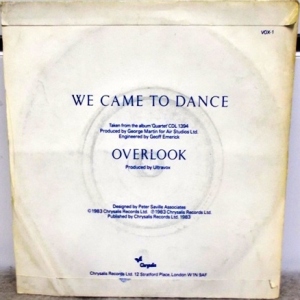 VOX-1
WE CAME TO DANCE
Taken from the album 'Quartet' CDL 1394
Produced by George Martin for Air Studios Ltd.
Engineered by Geoff Emerick
OVERLOOK
Produced by Ultravox
Designed by Peter Saville Associates
℗1983 Chrysalis Records Ltd. ©1983 Chrysalis Records Ltd.
Published by Chrysalis Records Ltd. 1983
Chrysalis
Chrysalis Records Ltd. 12 Stratford Place, London W1N 9AF